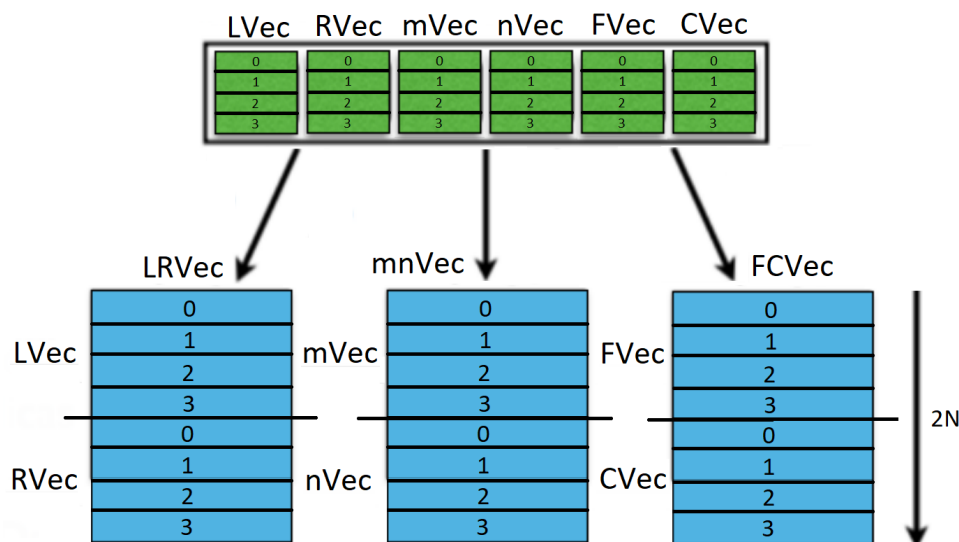 LVec RVec mVec nVec FVec CVec
0 0 0 0 0 0
1 1 1 1 1 1
2 2 2 2 2 2
3 3 3 3 3 3
LRVec mnVec FCVec
0 0 0
1 1 1
LVec mVec FVec
2 2 2
3 3 3
2N
0 0 0
1 1 1
RVec nVec CVec
2 2 2
3 3 3